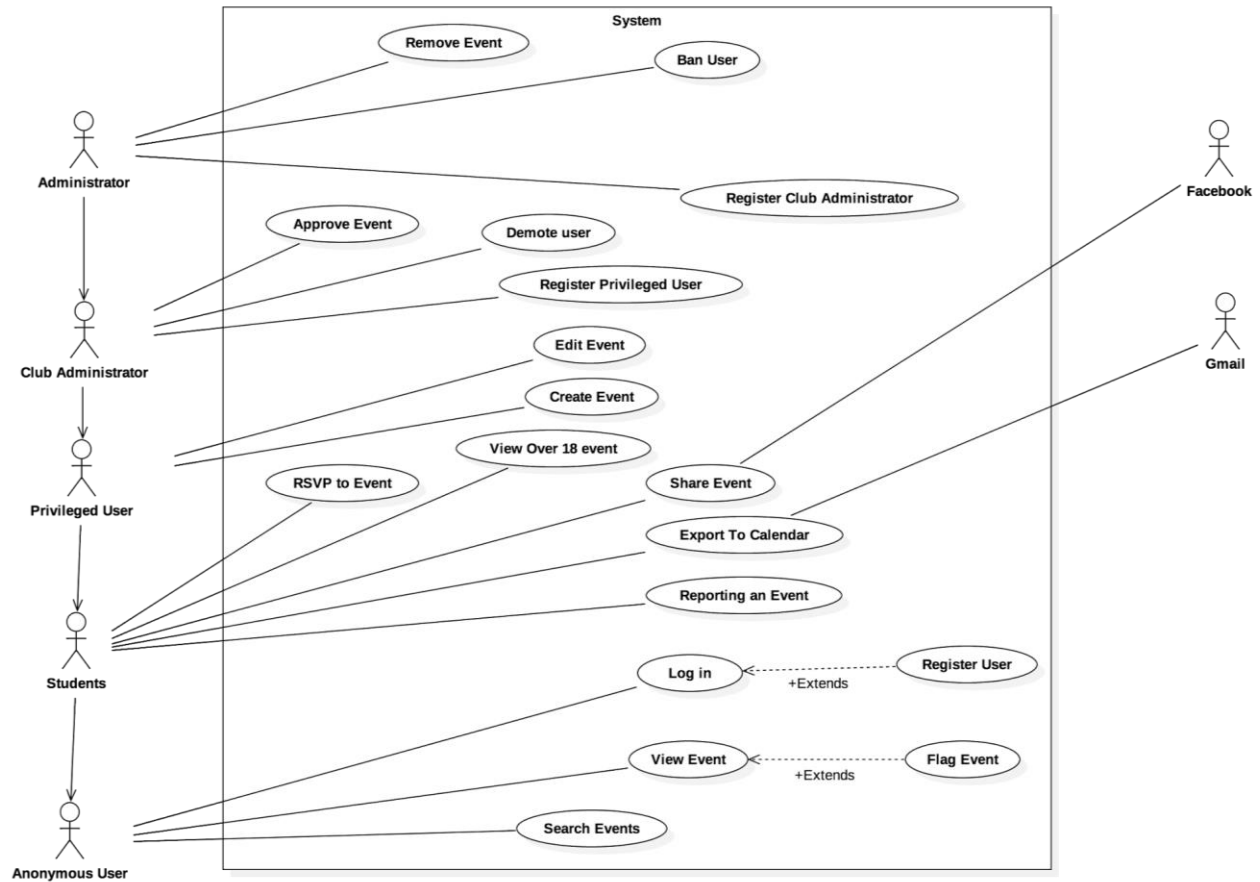 System
Remove Event
Ban User
Administrator
Facebook
Register Club Administrator
Approve Event
Demote user
Register Privileged User
Edit Event
Gmail
Club Administrator
Create Event
View Over 18 event
RSVP to Event
Share Event
Privileged User
Export To Calendar
Reporting an Event
Register User
Log in
+Extends
Students
View Event
Flag Event
+Extends
Search Events
Anonymous User